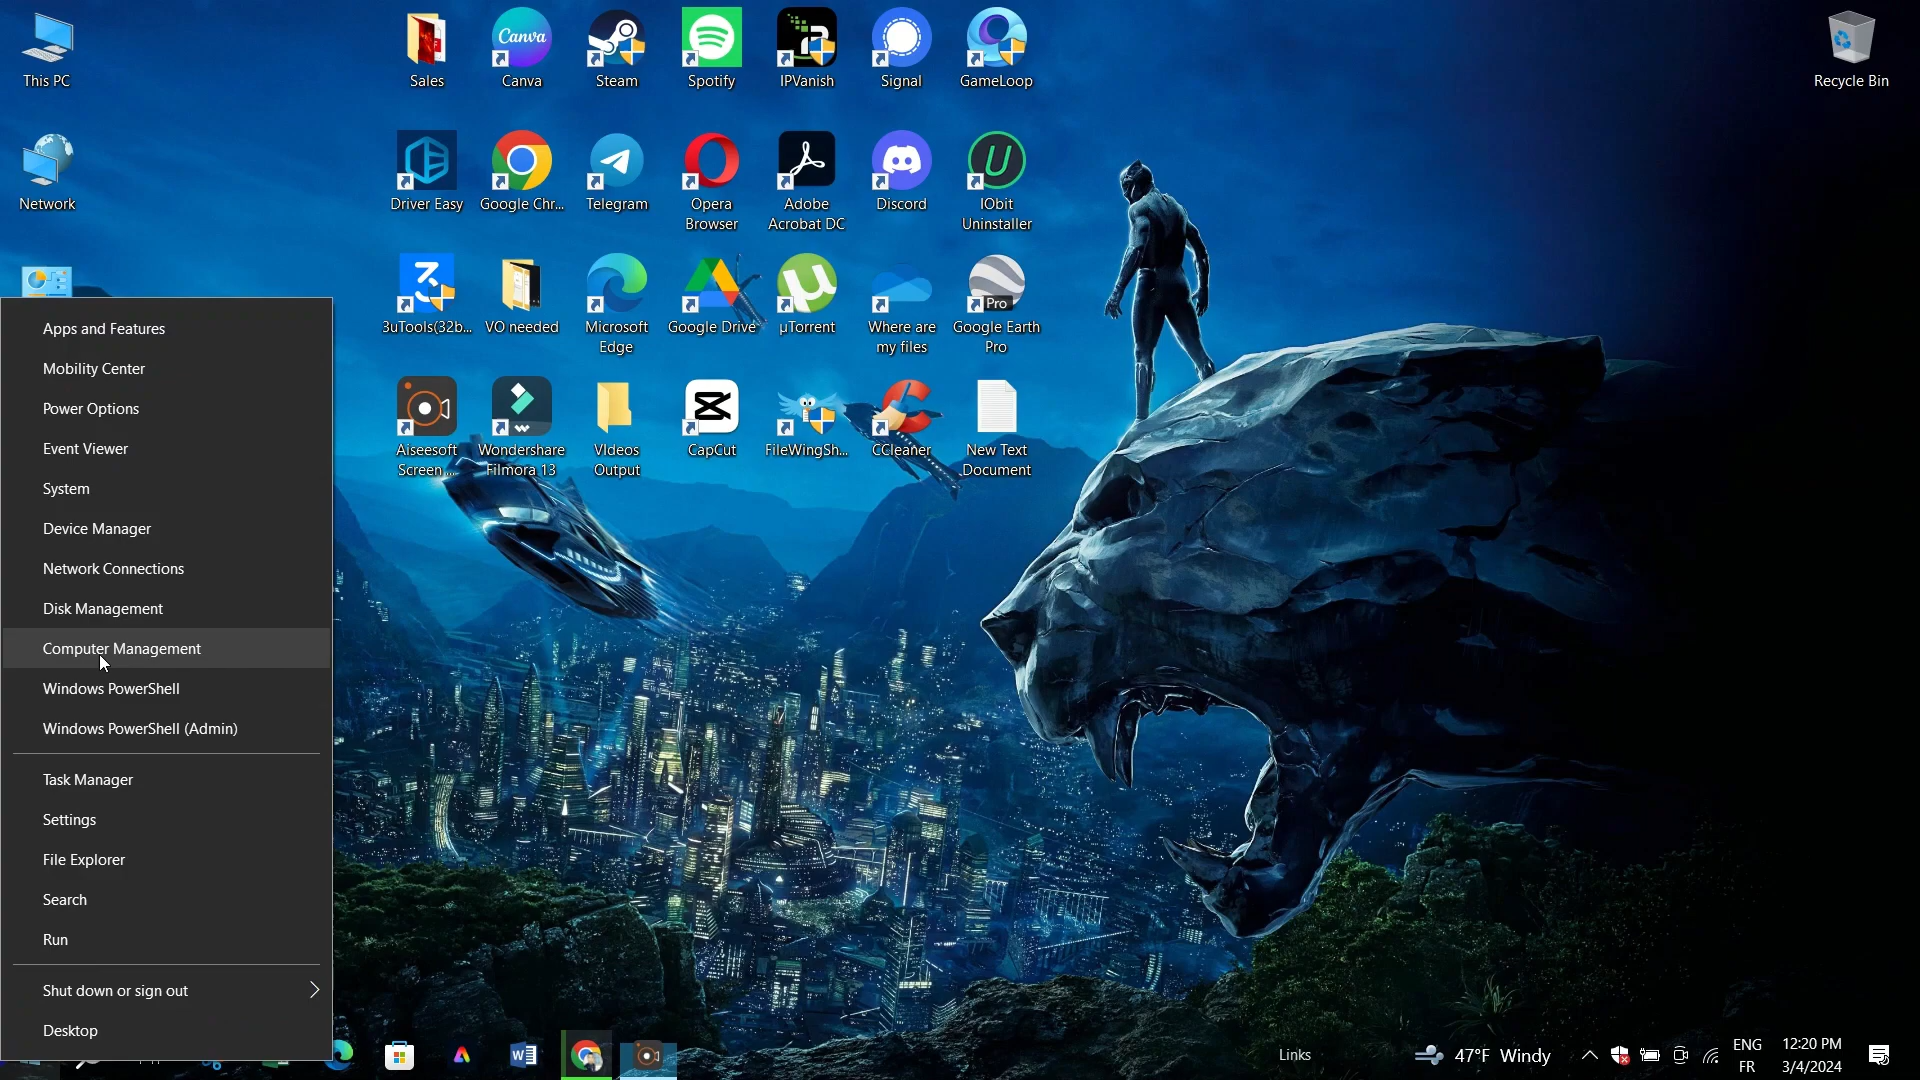 This PC
Sales
Canva
Steam
Spotify
IPVanish
Signal
GameLoop
Recycle Bin
Network
Driver Easy
Google Chr...
Telegram
Opera
Browser
Adobe
Acrobat DC
Discord
IObit
Uninstaller
3uTools(32b...
VO needed
Microsoft
Edge
Google Drive
µTorrent
Where are
my files
Pro
Google Earth
Pro
Aiseesoft
Screen ...
Wondershare
Filmora 13
VIdeos
Output
CapCut
FileWingSh...
CCleaner
New Text
Document
Apps and Features
Mobility Center
Power Options
Event Viewer
System
Device Manager
Network Connections
Disk Management
Computer Management
Windows PowerShell
Windows PowerShell (Admin)
Task Manager
Settings
File Explorer
Search
Run
Shut down or sign out
Desktop
Links
47°F Windy
ENG
FR
12:20 PM
3/4/2024